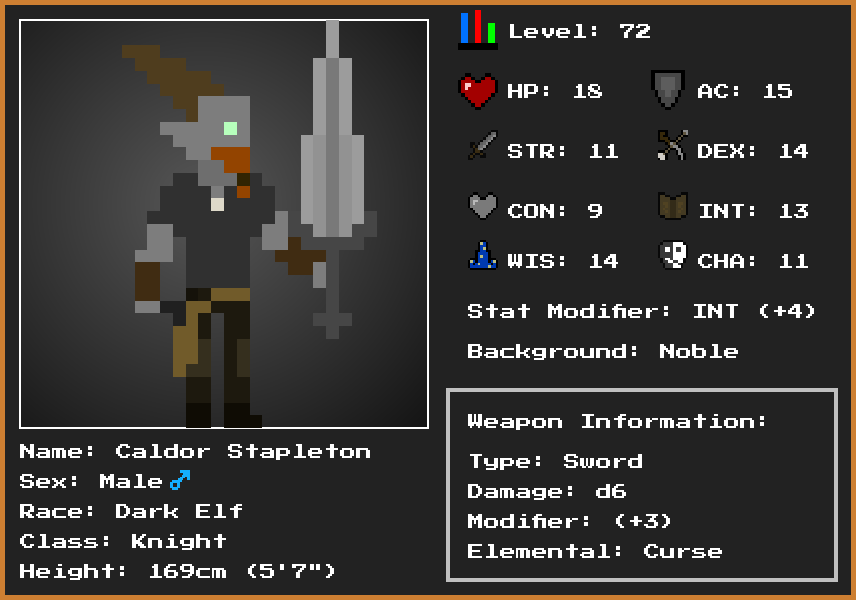 Level: 72
HP: 18 AC: 15
STR: 11 DEX: 14
CON: 9 INT: 13
WIS: 14 CHA: 11
Stat Modifier: INT (+4)
Background: Noble
Weapon Information:
Type: Sword
Damage: d6
Modifier: (+3)
Elemental: Curse
Name: Caldor Stapleton
Sex: Male♂
Race: Dark Elf
Class: Knight
Height: 169cm (5'7")